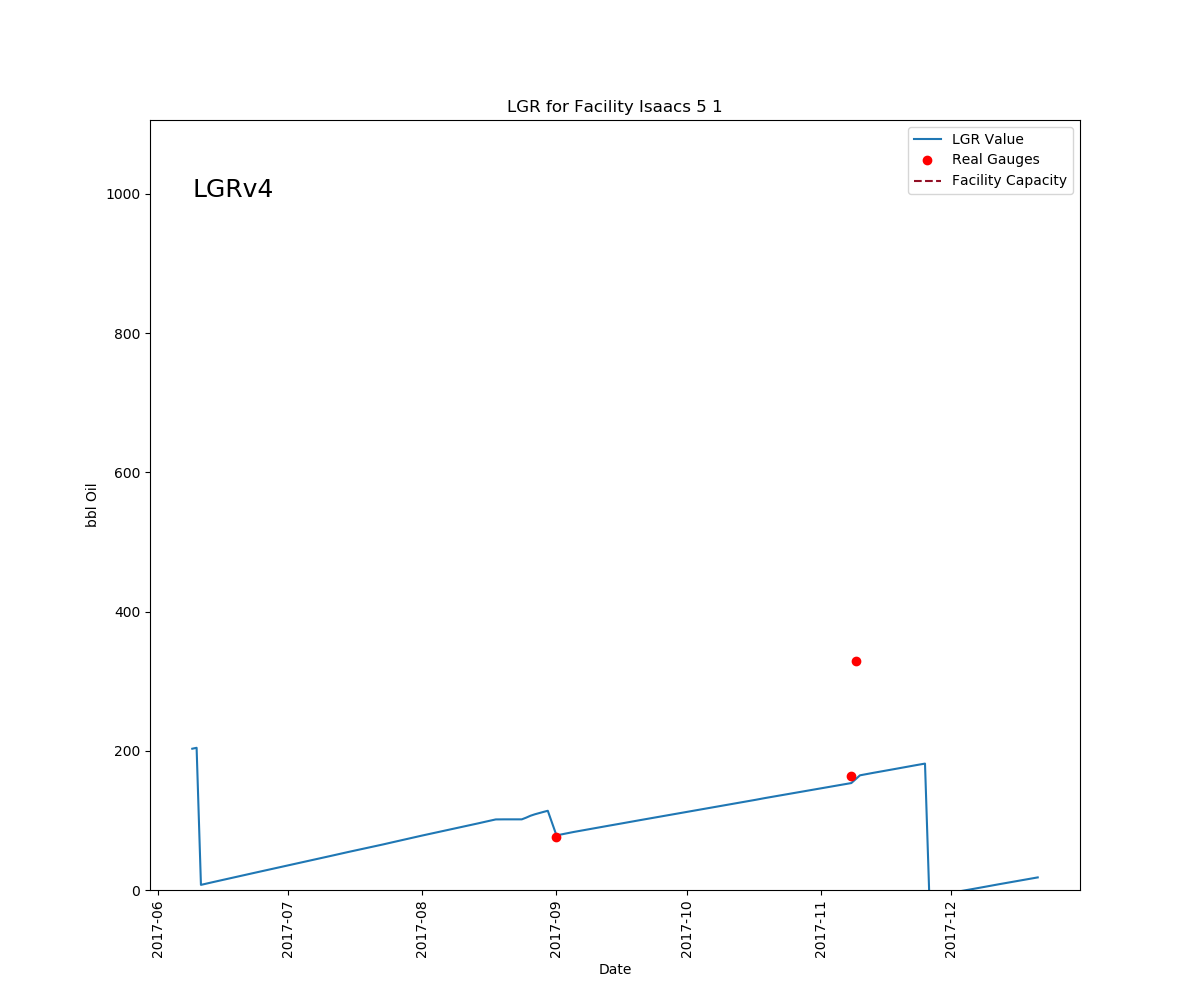 LGR for Facility Isaacs 5 1
LGR Value
Real Gauges
Facility Capacity
LGRv4
1000
800
600
400
200
0
bbl Oil
2017-06
2017-07
2017-08
2017-09
2017-10
2017-11
2017-12
Date